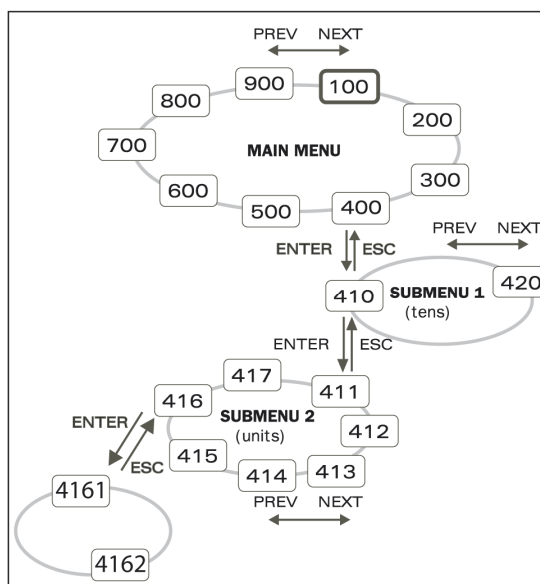 PREV NEXT
900 100
800 200
700 MAIN MENU
600 300
500 400
PREV NEXT
ENTER ESC
410 SUBMENU 1 420
(tens)
ENTER ESC
417 411
416 SUBMENU 2 412
ENTER (units)
415
ESC 414 413
4161 PREV NEXT
4162